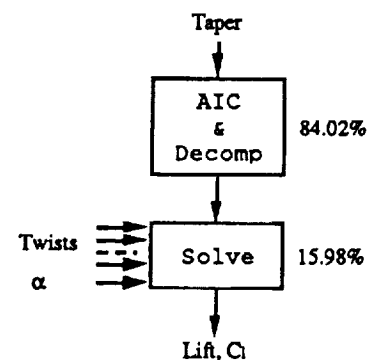 Taper
AIC
&
Decomp
84.02%
Twists
α
Solve
15.98%
Lift, Cl